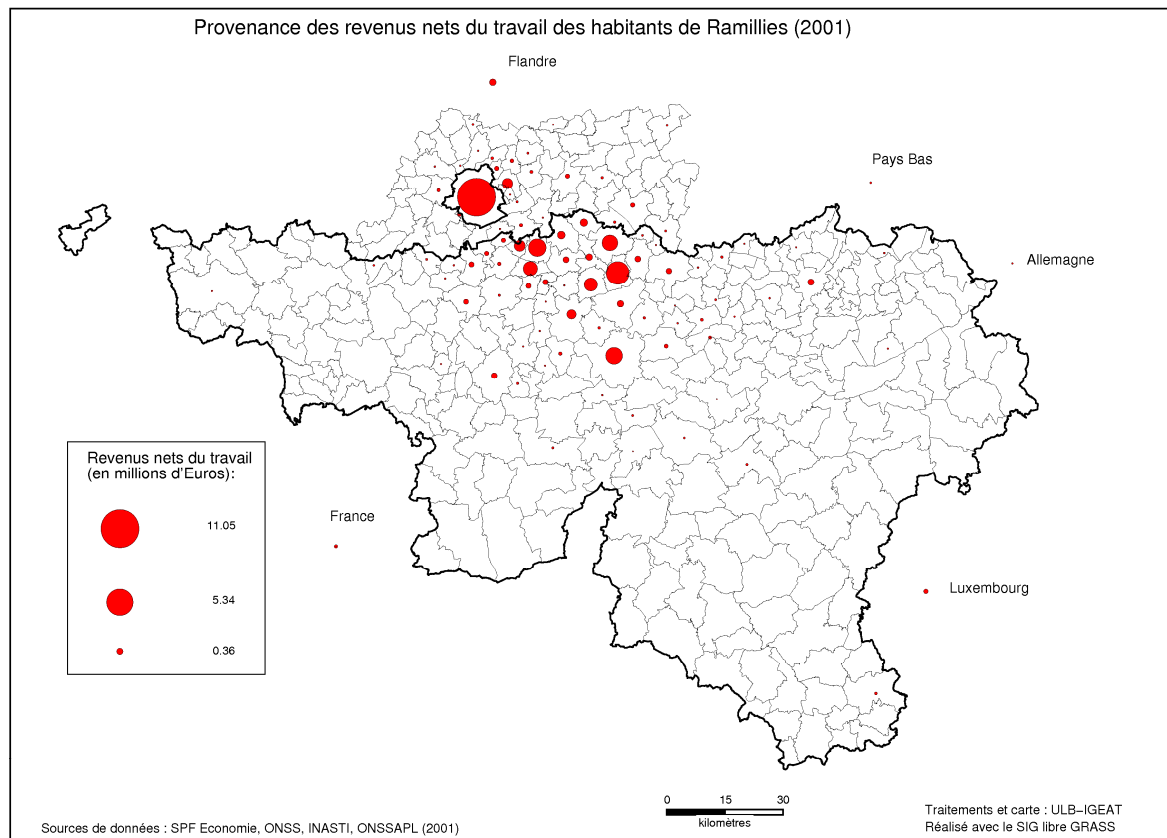 Provenance des revenus nets du travail des habitants de Ramillies (2001)
Flandre
Pays Bas
Allemagne
Revenus nets du travail
(en millions d'Euros):
11.05
5.34
0.36
France
Luxembourg
0 15 30
kilomètres
Sources de données : SPF Economie, ONSS, INASTI, ONSSAPL (2001)
Traitements et carte : ULB–IGEAT
Réalisé avec le SIG libre GRASS